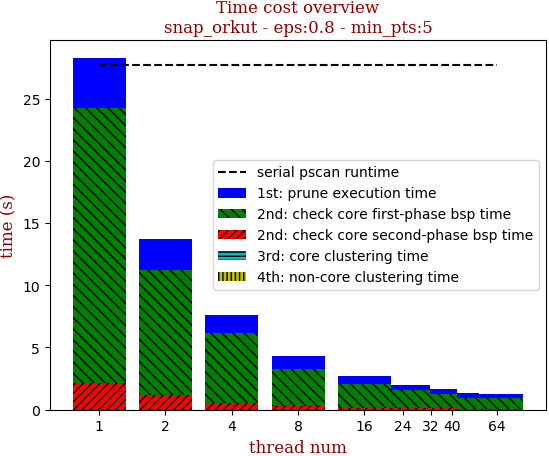 Time cost overview
snap_orkut - eps:0.8 - min_pts:5
time (s)
25
20
15
10
5
0
serial pscan runtime
1st: prune execution time
2nd: check core first-phase bsp time
2nd: check core second-phase bsp time
3rd: core clustering time
4th: non-core clustering time
1 2 4 8 16 24 32 40 64
thread num